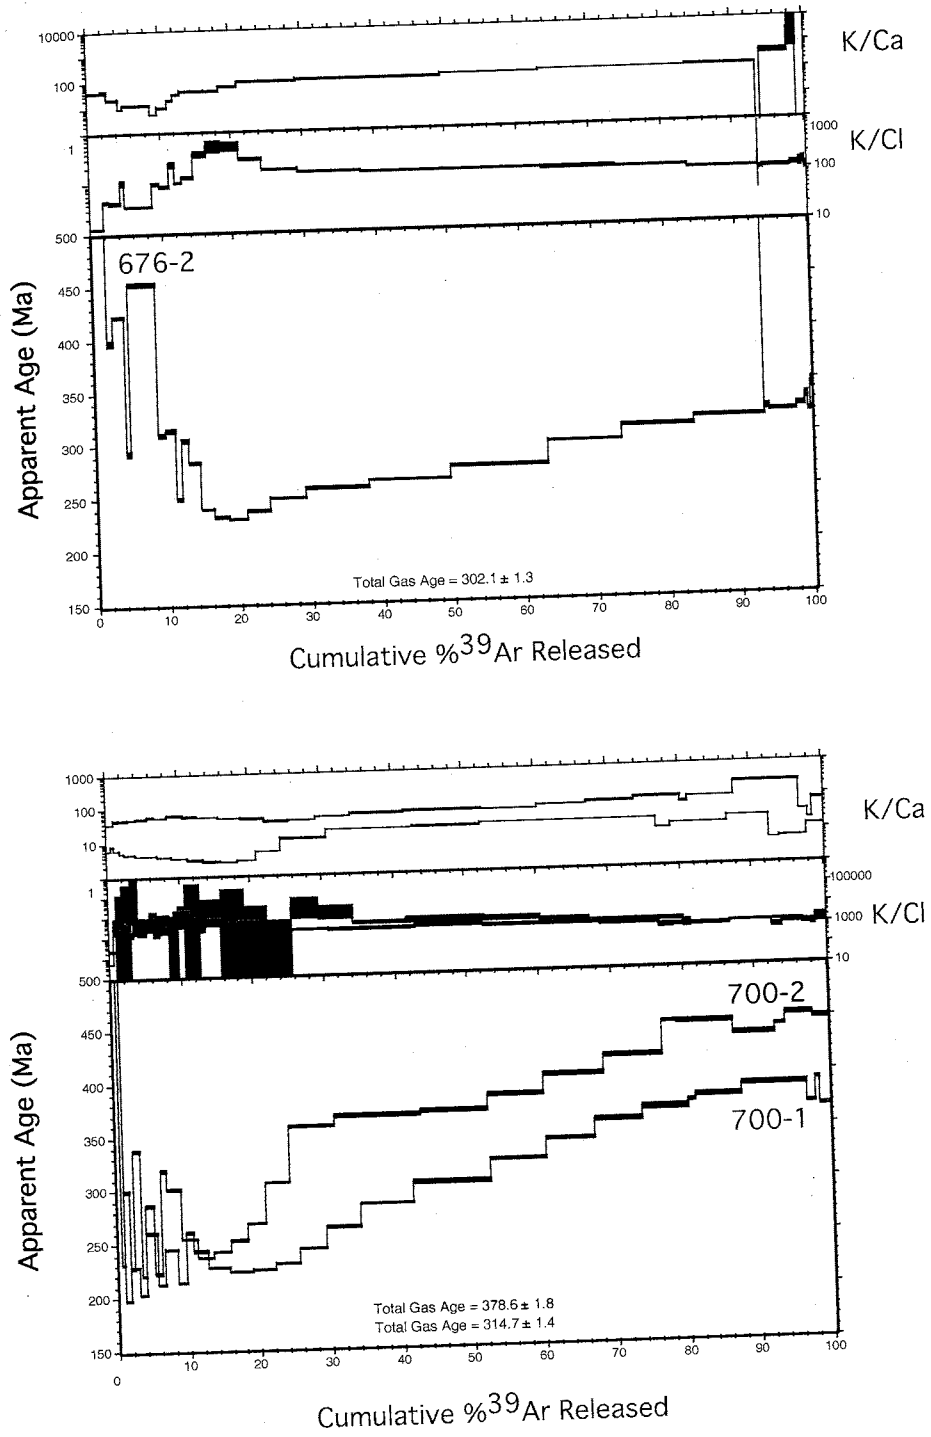 10000
K/Ca
100
1000
1
K/Cl
100
10
500
676-2
450
400
350
300
250
200
150
Apparent Age (Ma)
Total Gas Age = 302.1 ± 1.3
0 10 20 30 40 50 60 70 80 90 100
Cumulative %39Ar Released
1000
K/Ca
100
10
100000
1
1000
K/Cl
10
500
700-2
450
400
700-1
350
300
250
200
150
Apparent Age (Ma)
Total Gas Age = 378.6 ± 1.8
Total Gas Age = 314.7 ± 1.4
0 10 20 30 40 50 60 70 80 90 100
Cumulative %39Ar Released